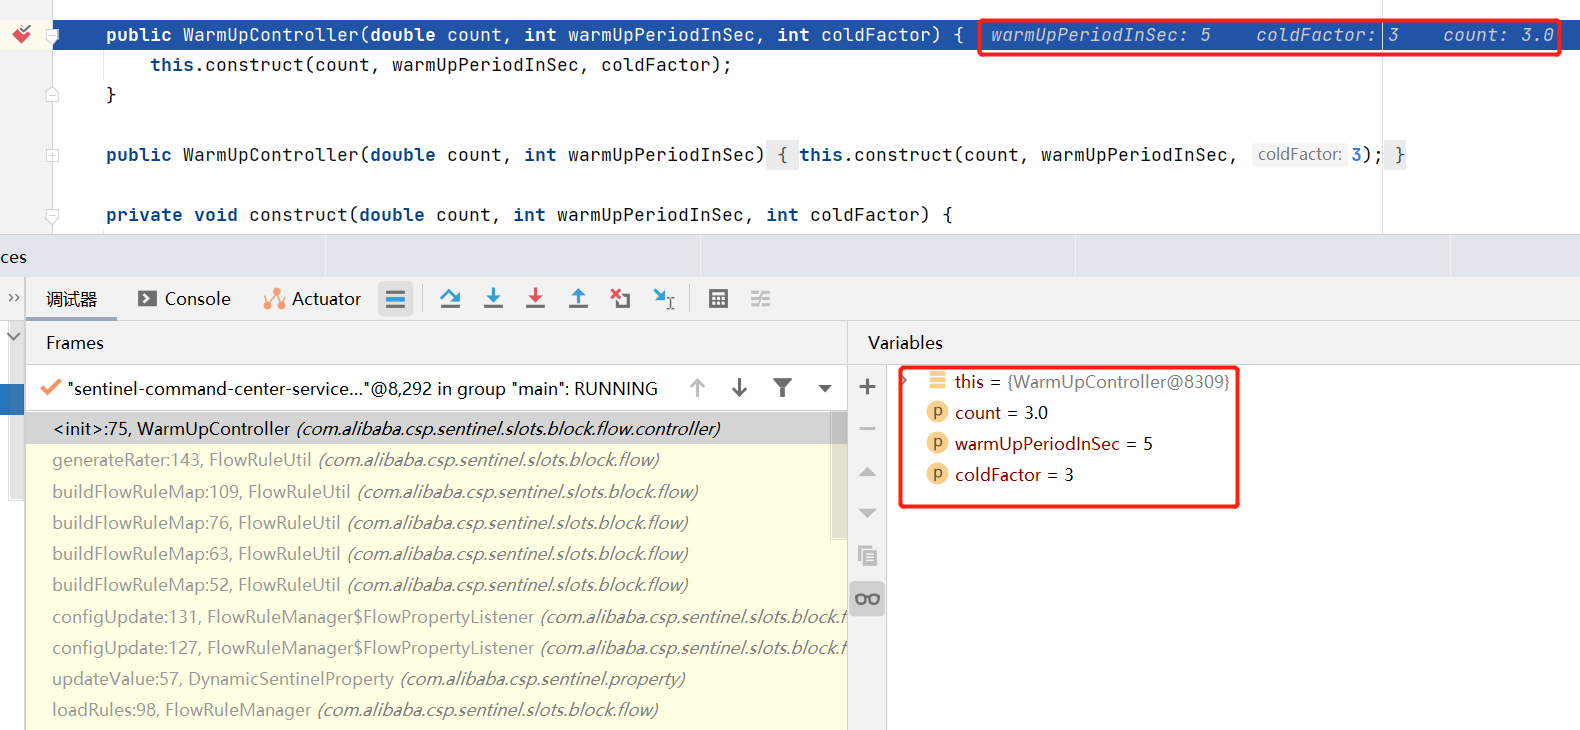 public WarmUpController(double count, int warmUpPeriodInSec, int coldFactor) { warmUpPeriodInSec: 5 coldFactor: 3 count: 3.0
this.construct(count, warmUpPeriodInSec, coldFactor);
}
public WarmUpController(double count, int warmUpPeriodInSec) { this.construct(count, warmUpPeriodInSec, coldFactor: 3); }
private void construct(double count, int warmUpPeriodInSec, int coldFactor) {
ces
调试器 Console Actuator
Frames
Variables
"sentinel-command-center-service..."@8,292 in group "main": RUNNING
<init>:75, WarmUpController (com.alibaba.csp.sentinel.slots.block.flow.controller)
generateRater:143, FlowRuleUtil (com.alibaba.csp.sentinel.slots.block.flow)
buildFlowRuleMap:109, FlowRuleUtil (com.alibaba.csp.sentinel.slots.block.flow)
buildFlowRuleMap:76, FlowRuleUtil (com.alibaba.csp.sentinel.slots.block.flow)
buildFlowRuleMap:63, FlowRuleUtil (com.alibaba.csp.sentinel.slots.block.flow)
buildFlowRuleMap:52, FlowRuleUtil (com.alibaba.csp.sentinel.slots.block.flow)
configUpdate:131, FlowRuleManager$FlowPropertyListener (com.alibaba.csp.sentinel.slots.block.f
configUpdate:127, FlowRuleManager$FlowPropertyListener (com.alibaba.csp.sentinel.slots.block.f
updateValue:57, DynamicSentinelProperty (com.alibaba.csp.sentinel.property)
loadRules:98, FlowRuleManager (com.alibaba.csp.sentinel.slots.block.flow)
this = {WarmUpController@8309}
p count = 3.0
p warmUpPeriodInSec = 5
p coldFactor = 3